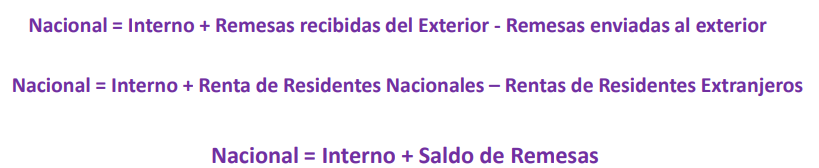 Nacional = Interno + Remesas recibidas del Exterior - Remesas enviadas al exterior
Nacional = Interno + Renta de Residentes Nacionales – Rentas de Residentes Extranjeros
Nacional = Interno + Saldo de Remesas